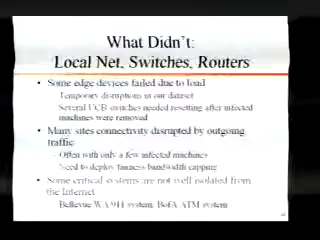 What Didn't:
Local Net, Switches, Routers
• Some edge devices failed due to load
– Temporary disruptions in our dataset
– Several UCB switches needed resetting after infected
machines were removed
• Many sites connectivity disrupted by outgoing
traffic
– Often with only a few infected machines
– Need to deploy fairness bandwidth capping
• Some critical systems are not well isolated from
the Internet
– Bellevue WA 911 system, BofA ATM system